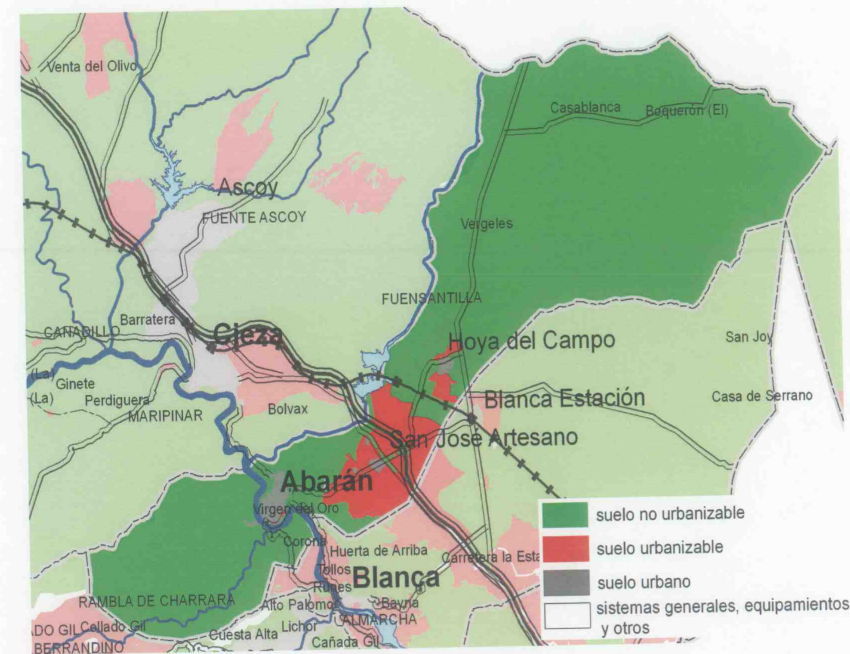 Venta del Olivo
Casablanca
Boquerón (El)
Ascoy
FUENTE ASCOY
Vergeles
FUENSANTILLA
Barratera
CAÑADILLO
Cieza
Hoya del Campo
San Joy
(La)
Ginete
(La)
Perdiguera
MARIPINAR
Bolvax
Blanca Estación
Casa de Serrano
San José Artesano
Abarán
Virgen del Oro
Corona
Huerta de Arriba
Tollos
Runes
Blanca
Carretera la Esta
RAMBLA DE CHARRARA
Alto Palomo
Bayna
ALMARCHA
ADO GIL
Collado Gil
Lichor
Cuesta Alta
Cañada Gil
BERRANDINO
suelo no urbanizable
suelo urbanizable
suelo urbano
sistemas generales, equipamientos
y otros